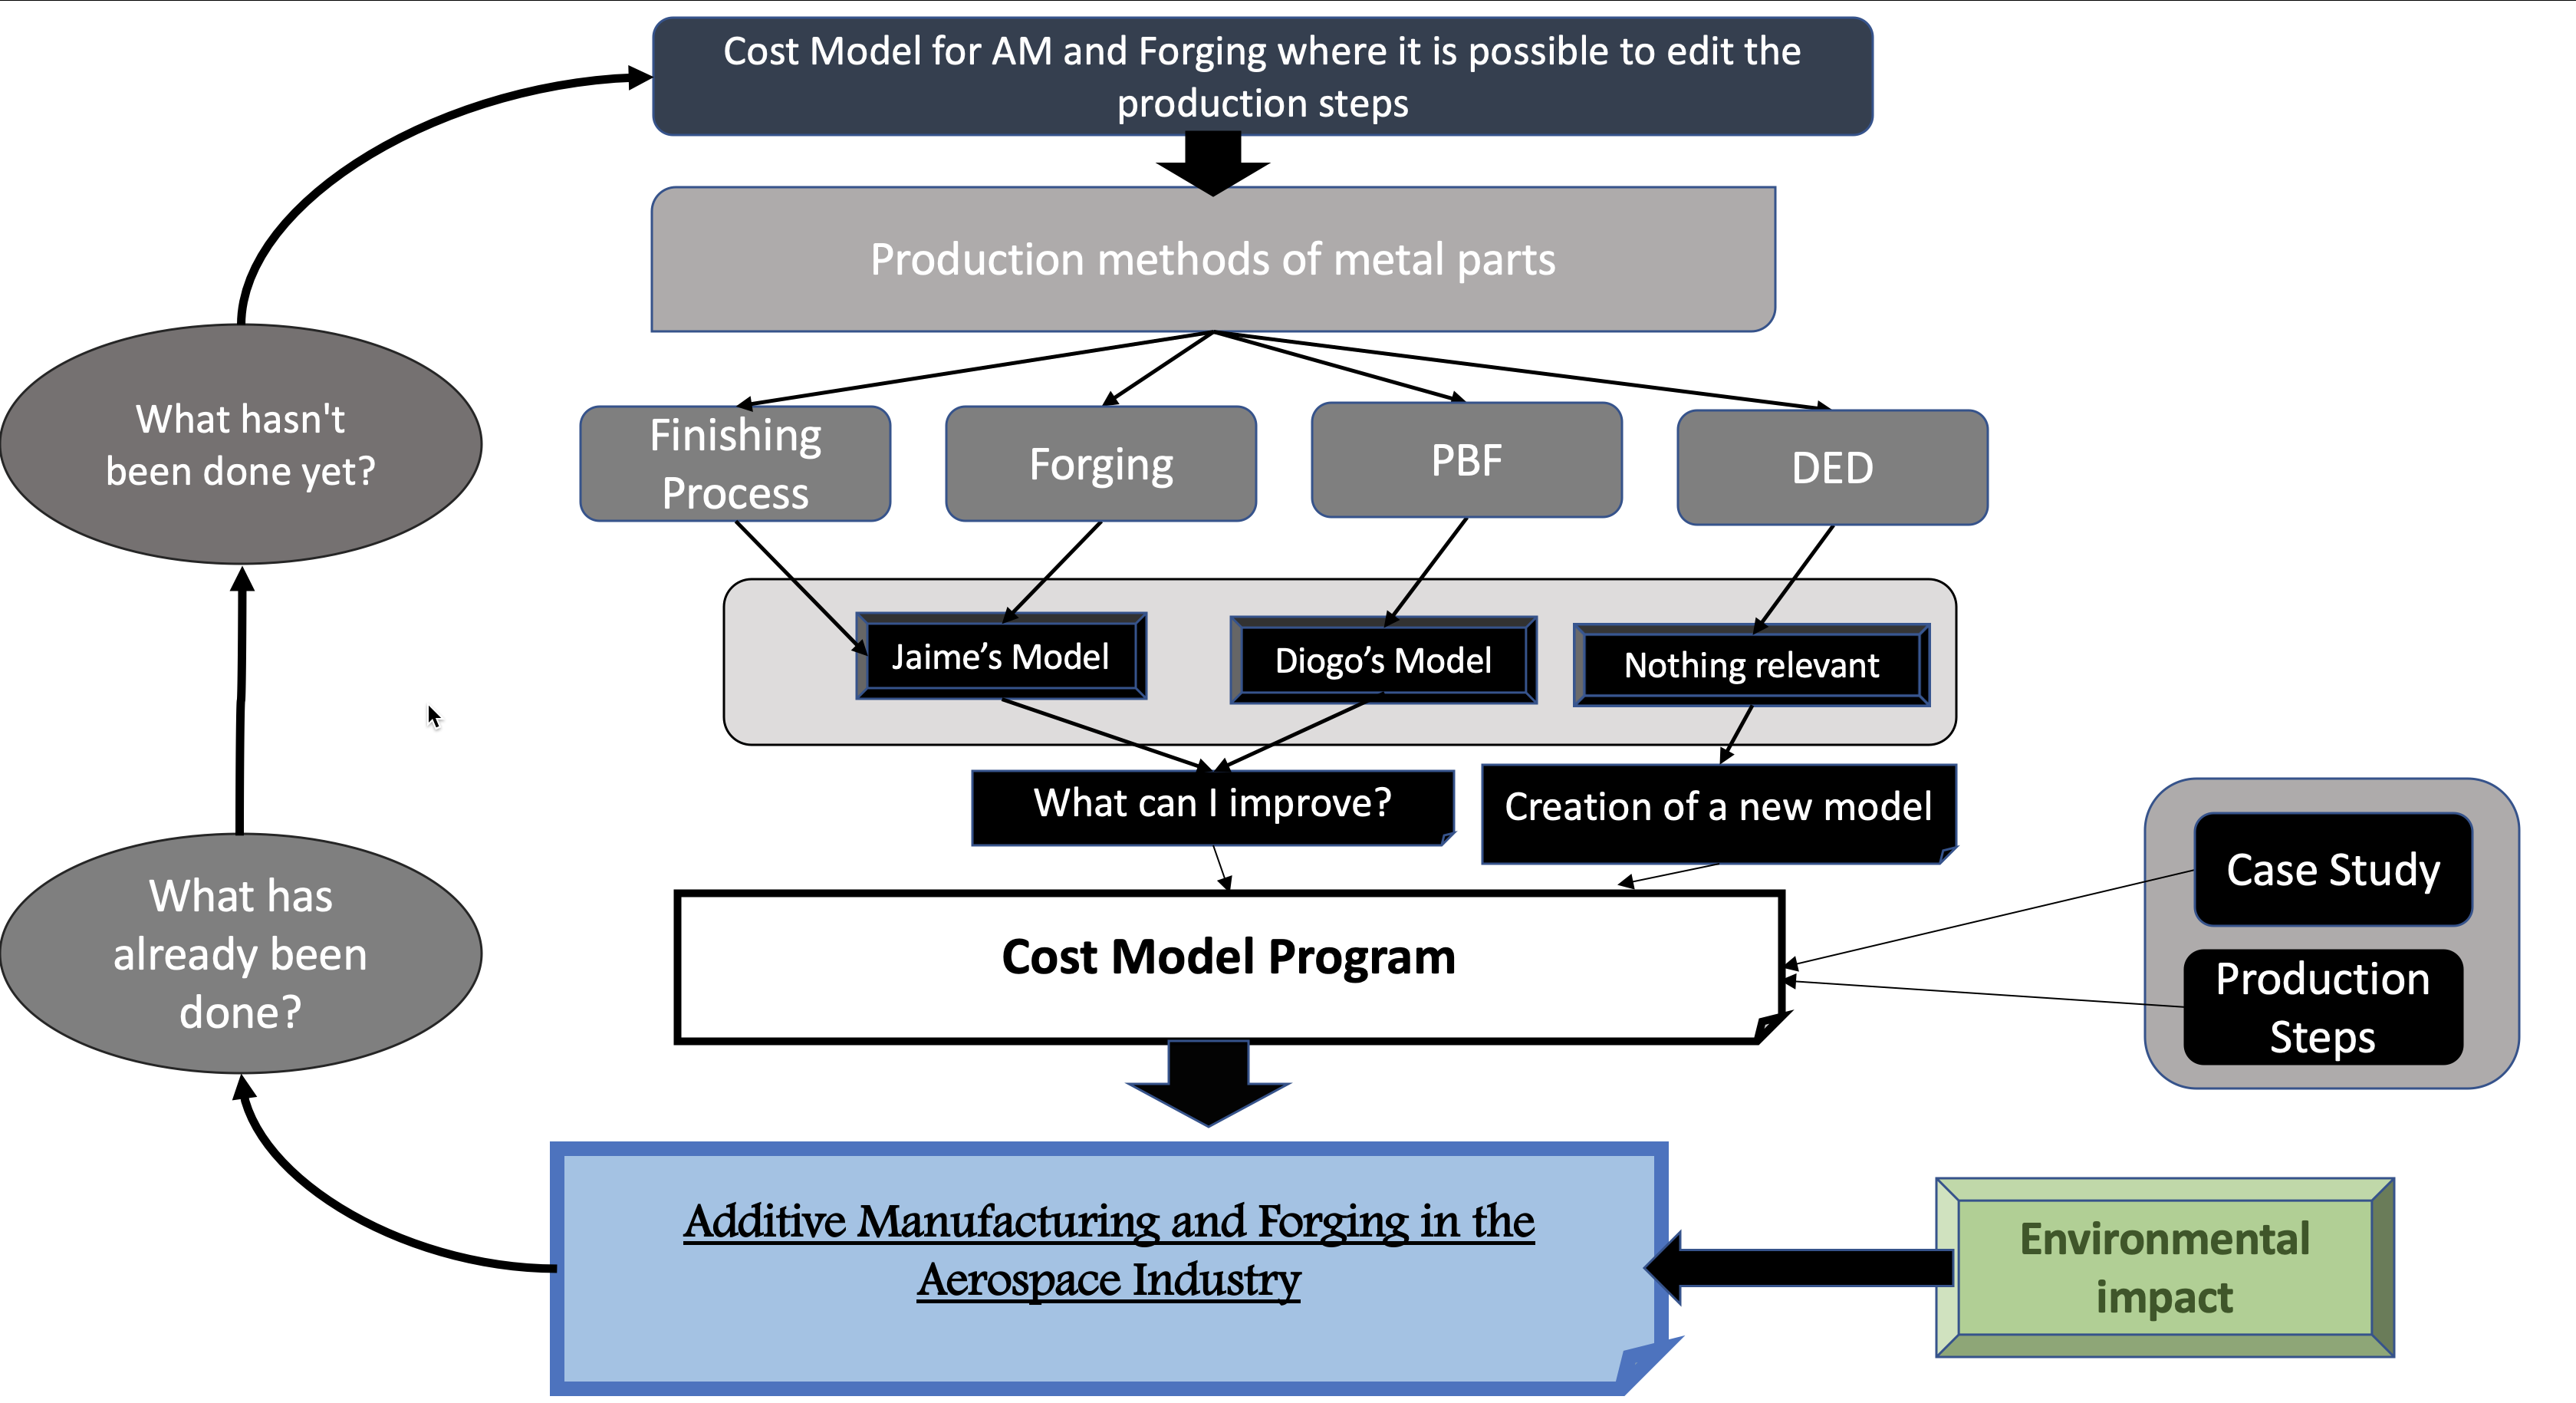 Cost Model for AM and Forging where it is possible to edit the
production steps
Production methods of metal parts
What hasn't
been done yet?
Finishing
Process
Forging
PBF
DED
Jaime’s Model
Diogo’s Model
Nothing relevant
What can I improve?
Creation of a new model
What has
already been
done?
Cost Model Program
Case Study
Production
Steps
Additive Manufacturing and Forging in the
Aerospace Industry
Environmental
impact